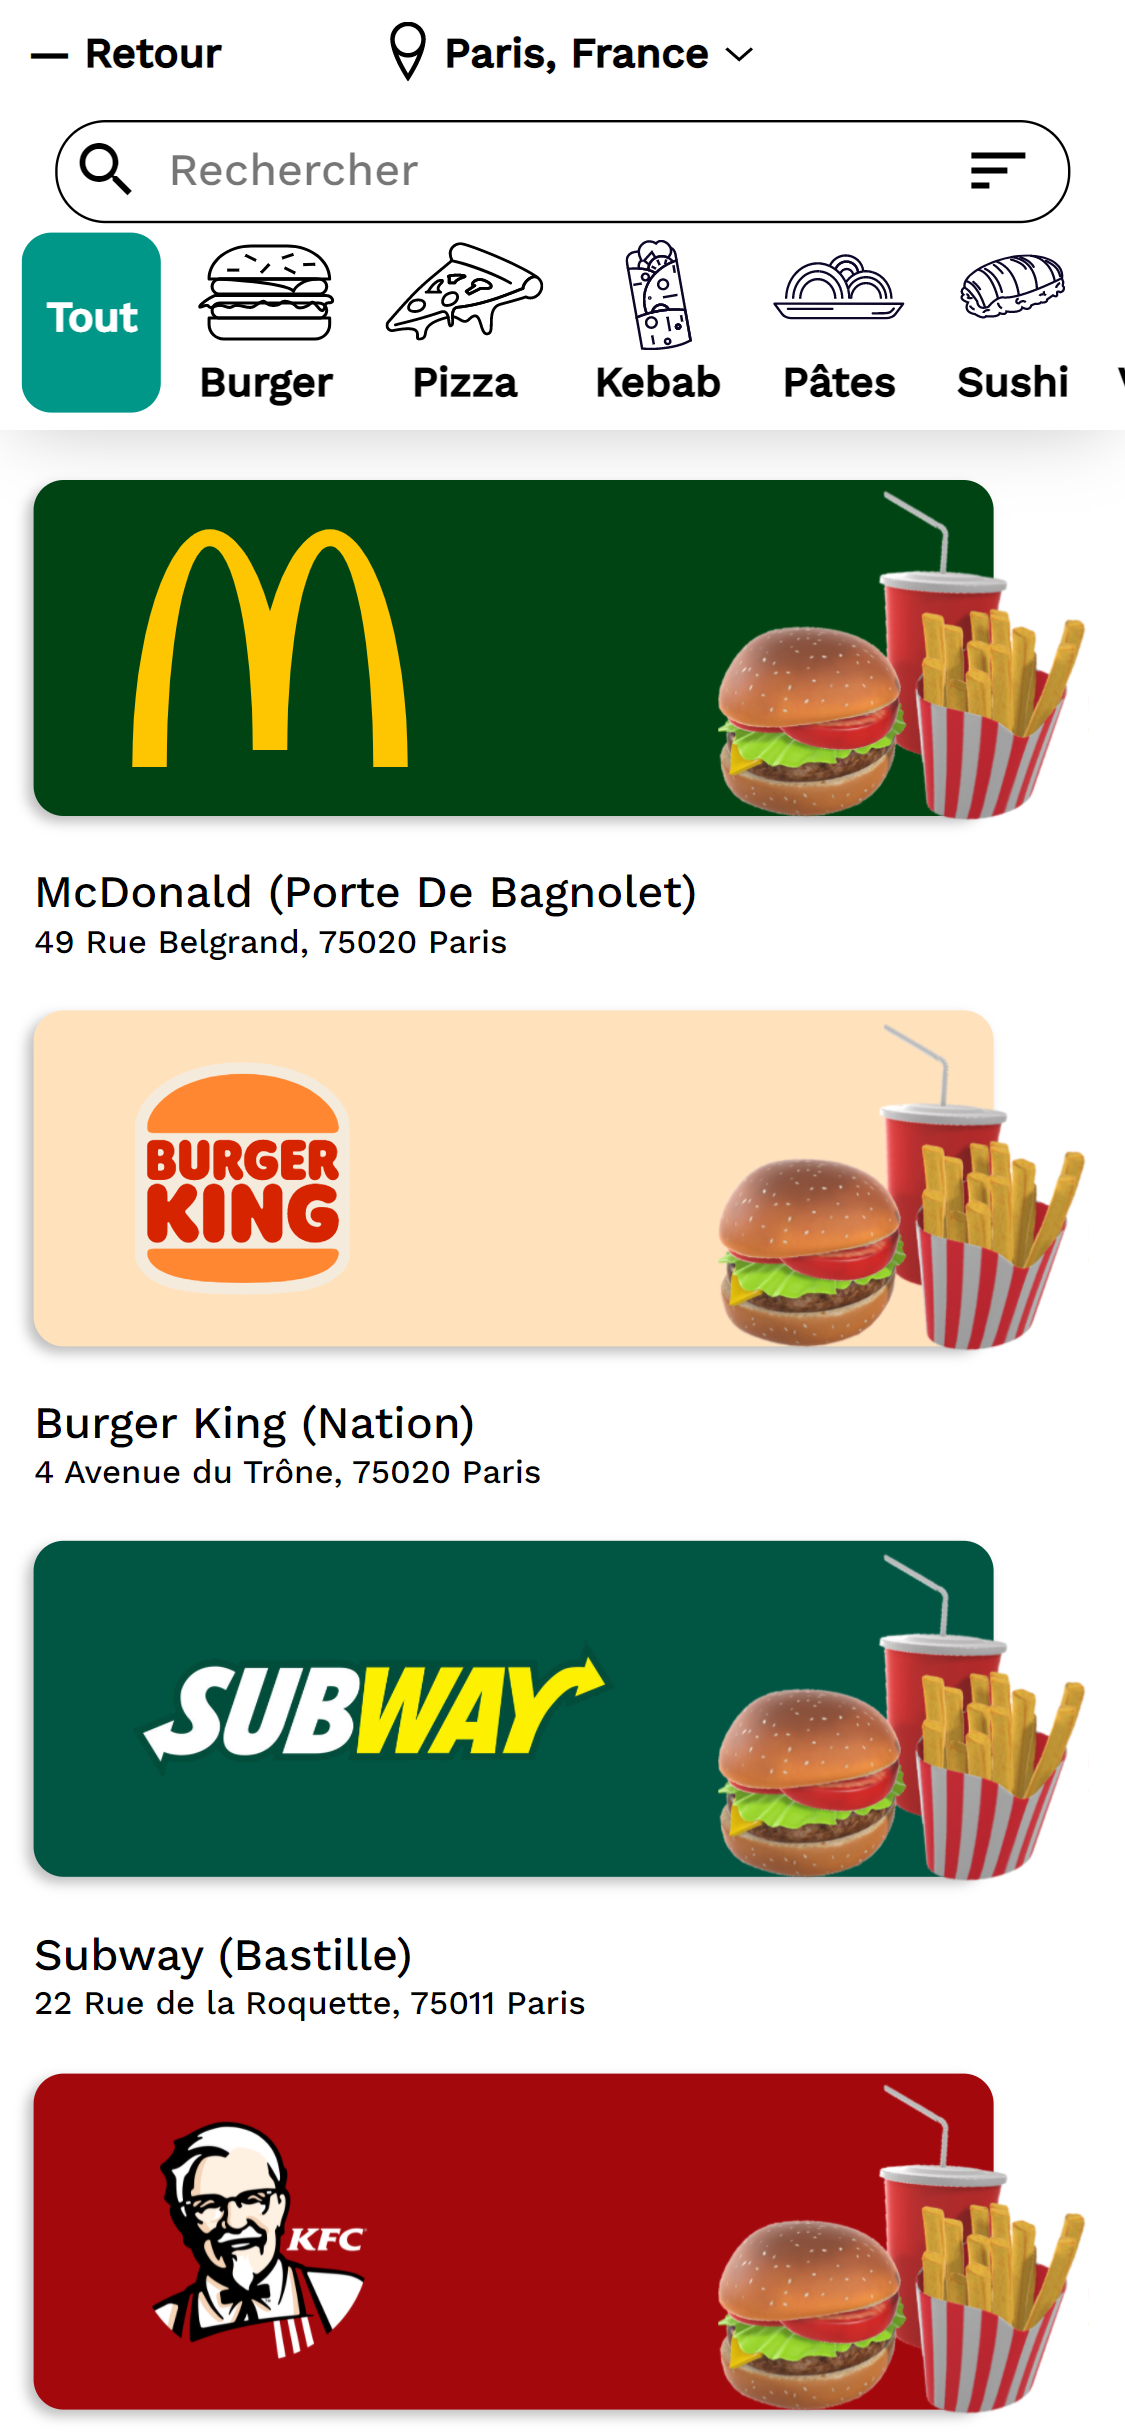 — Retour
Paris, France
Rechercher
Tout
Burger
Pizza
Kebab
Pâtes
Sushi
McDonald (Porte De Bagnolet)
49 Rue Belgrand, 75020 Paris
BURGER
KING
Burger King (Nation)
4 Avenue du Trône, 75020 Paris
SUBWAY
Subway (Bastille)
22 Rue de la Roquette, 75011 Paris
KFC